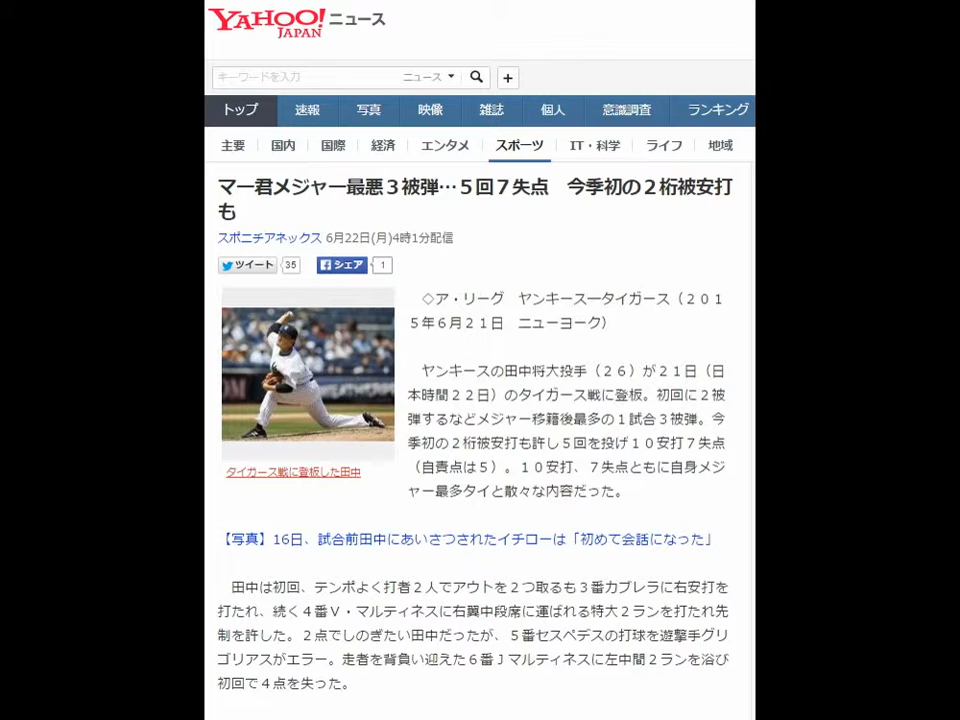 YAHOO! JAPAN ニュース
キーワードを入力 ニュース
トップ 速報 写真 映像 雑誌 個人 意識調査 ランキング
主要 国内 国際 経済 エンタメ スポーツ IT・科学 ライフ 地域
マー君メジャー最悪３被弾…５回７失点　今季初の２桁被安打
も
スポニチアネックス 6月22日(月)4時1分配信
ツイート 35 シェア 1
◇ア・リーグ　ヤンキース―タイガース（２０１
５年６月２１日　ニューヨーク）
ヤンキースの田中将大投手（２６）が２１日（日
本時間２２日）のタイガース戦に登板。初回に２被
弾するなどメジャー移籍後最多の１試合３被弾。今
季初の２桁被安打も許し５回を投げ１０安打７失点
（自責点は５）。１０安打、７失点ともに自身メジ
ャー最多タイと散々な内容だった。
タイガース戦に登板した田中
【写真】16日、試合前田中にあいさつされたイチローは「初めて会話になった」
田中は初回、テンポよく打者２人でアウトを２つ取るも３番カブレラに右安打を
打たれ、続く４番Ｖ・マルティネスに右翼中段席に運ばれる特大２ランを打たれ先
制を許した。２点でしのぎたい田中だったが、５番セスペデスの打球を遊撃手グリ
ゴリアスがエラー。走者を背負い迎えた６番Ｊマルティネスに左中間２ランを浴び
初回で４点を失った。